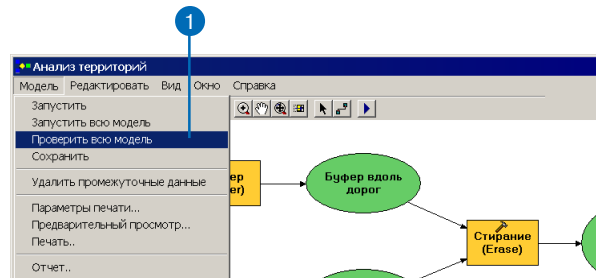 1
Анализ территорий
Модель Редактировать Вид Окно Справка
Запустить
Запустить всю модель
Проверить всю модель
Сохранить
Удалить промежуточные данные
Параметры печати...
Предварительный просмотр...
Печать..
Отчет..
Буфер вдоль
дорог
Стирание
(Erase)